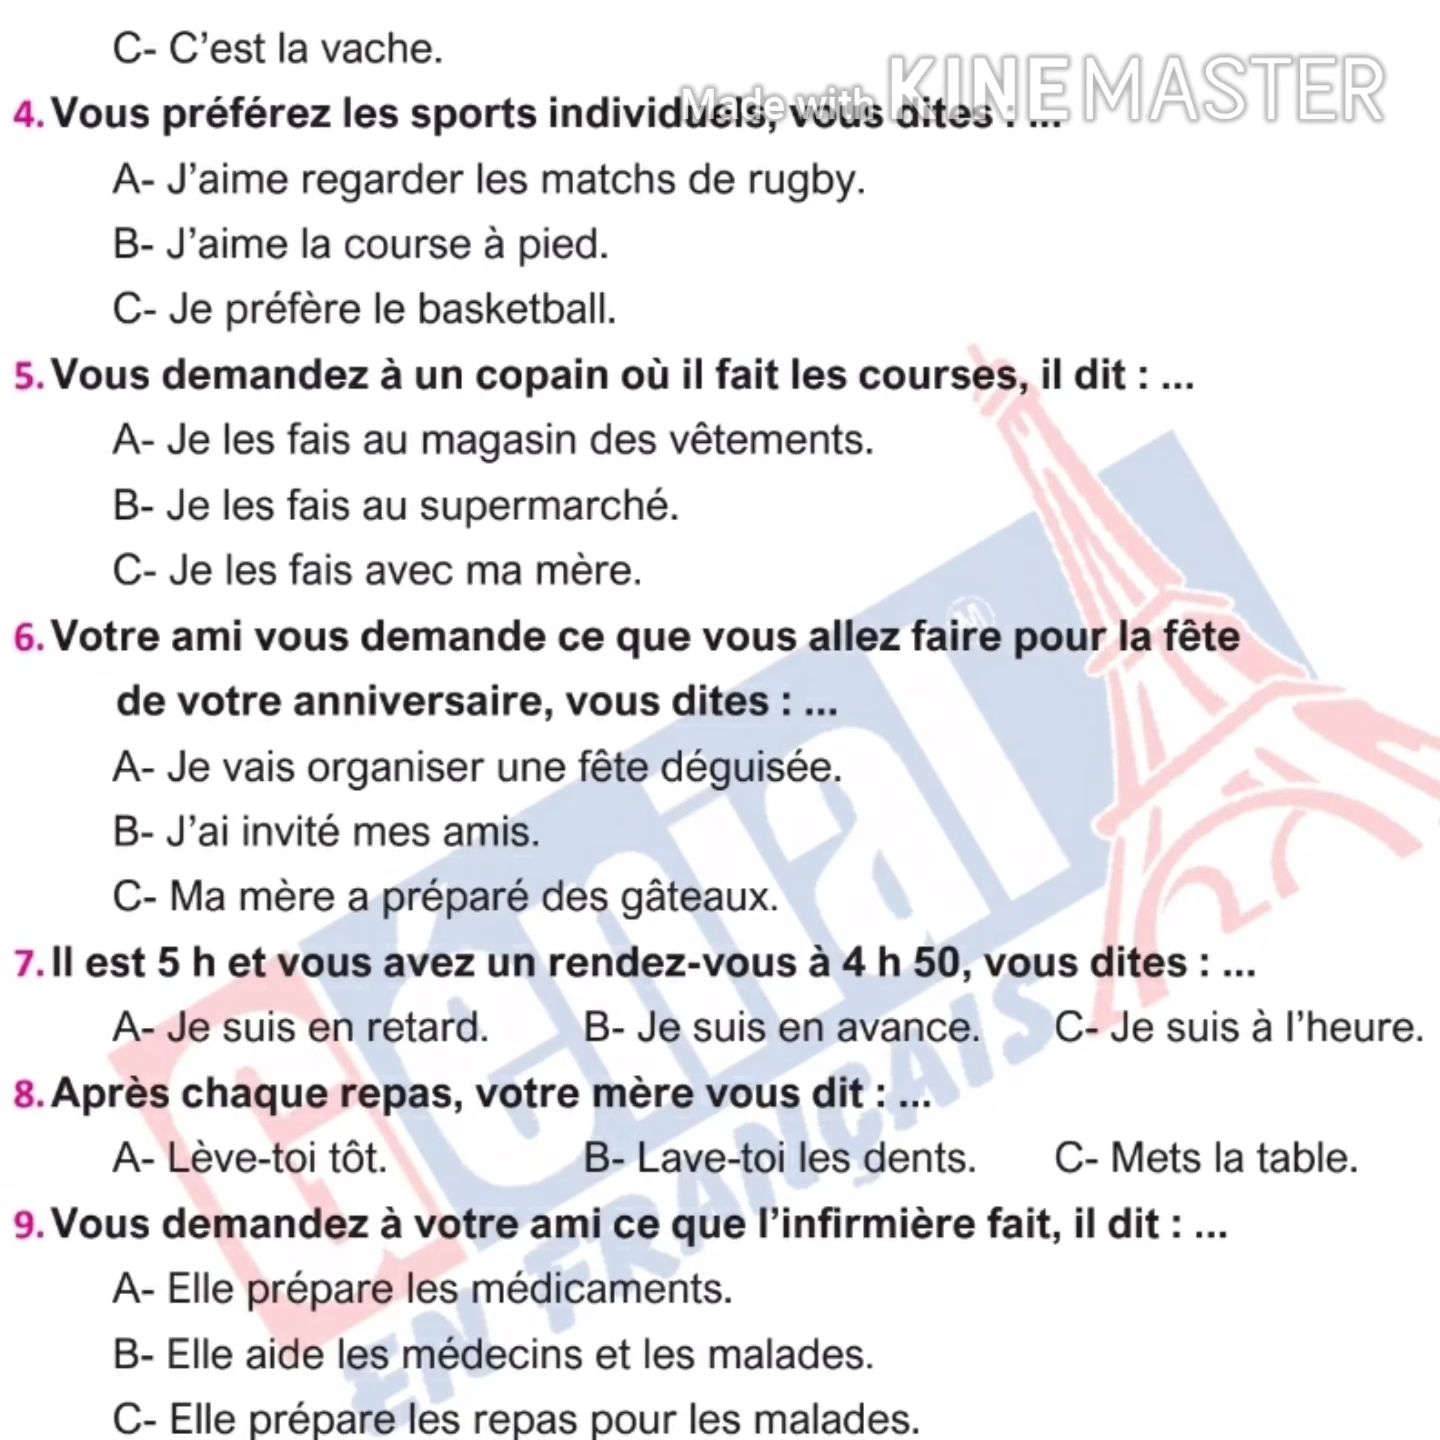 C- C’est la vache.
Made with KINEMASTER
4. Vous préférez les sports individuels, vous dites : ...
A- J’aime regarder les matchs de rugby.
B- J’aime la course à pied.
C- Je préfère le basketball.
5. Vous demandez à un copain où il fait les courses, il dit : ...
A- Je les fais au magasin des vêtements.
B- Je les fais au supermarché.
C- Je les fais avec ma mère.
6. Votre ami vous demande ce que vous allez faire pour la fête
de votre anniversaire, vous dites : ...
A- Je vais organiser une fête déguisée.
B- J’ai invité mes amis.
C- Ma mère a préparé des gâteaux.
7. Il est 5 h et vous avez un rendez-vous à 4 h 50, vous dites : ...
A- Je suis en retard. B- Je suis en avance. C- Je suis à l’heure.
8. Après chaque repas, votre mère vous dit : ...
A- Lève-toi tôt. B- Lave-toi les dents. C- Mets la table.
9. Vous demandez à votre ami ce que l’infirmière fait, il dit : ...
A- Elle prépare les médicaments.
B- Elle aide les médecins et les malades.
C- Elle prépare les repas pour les malades.
Genial
EN FRANÇAIS